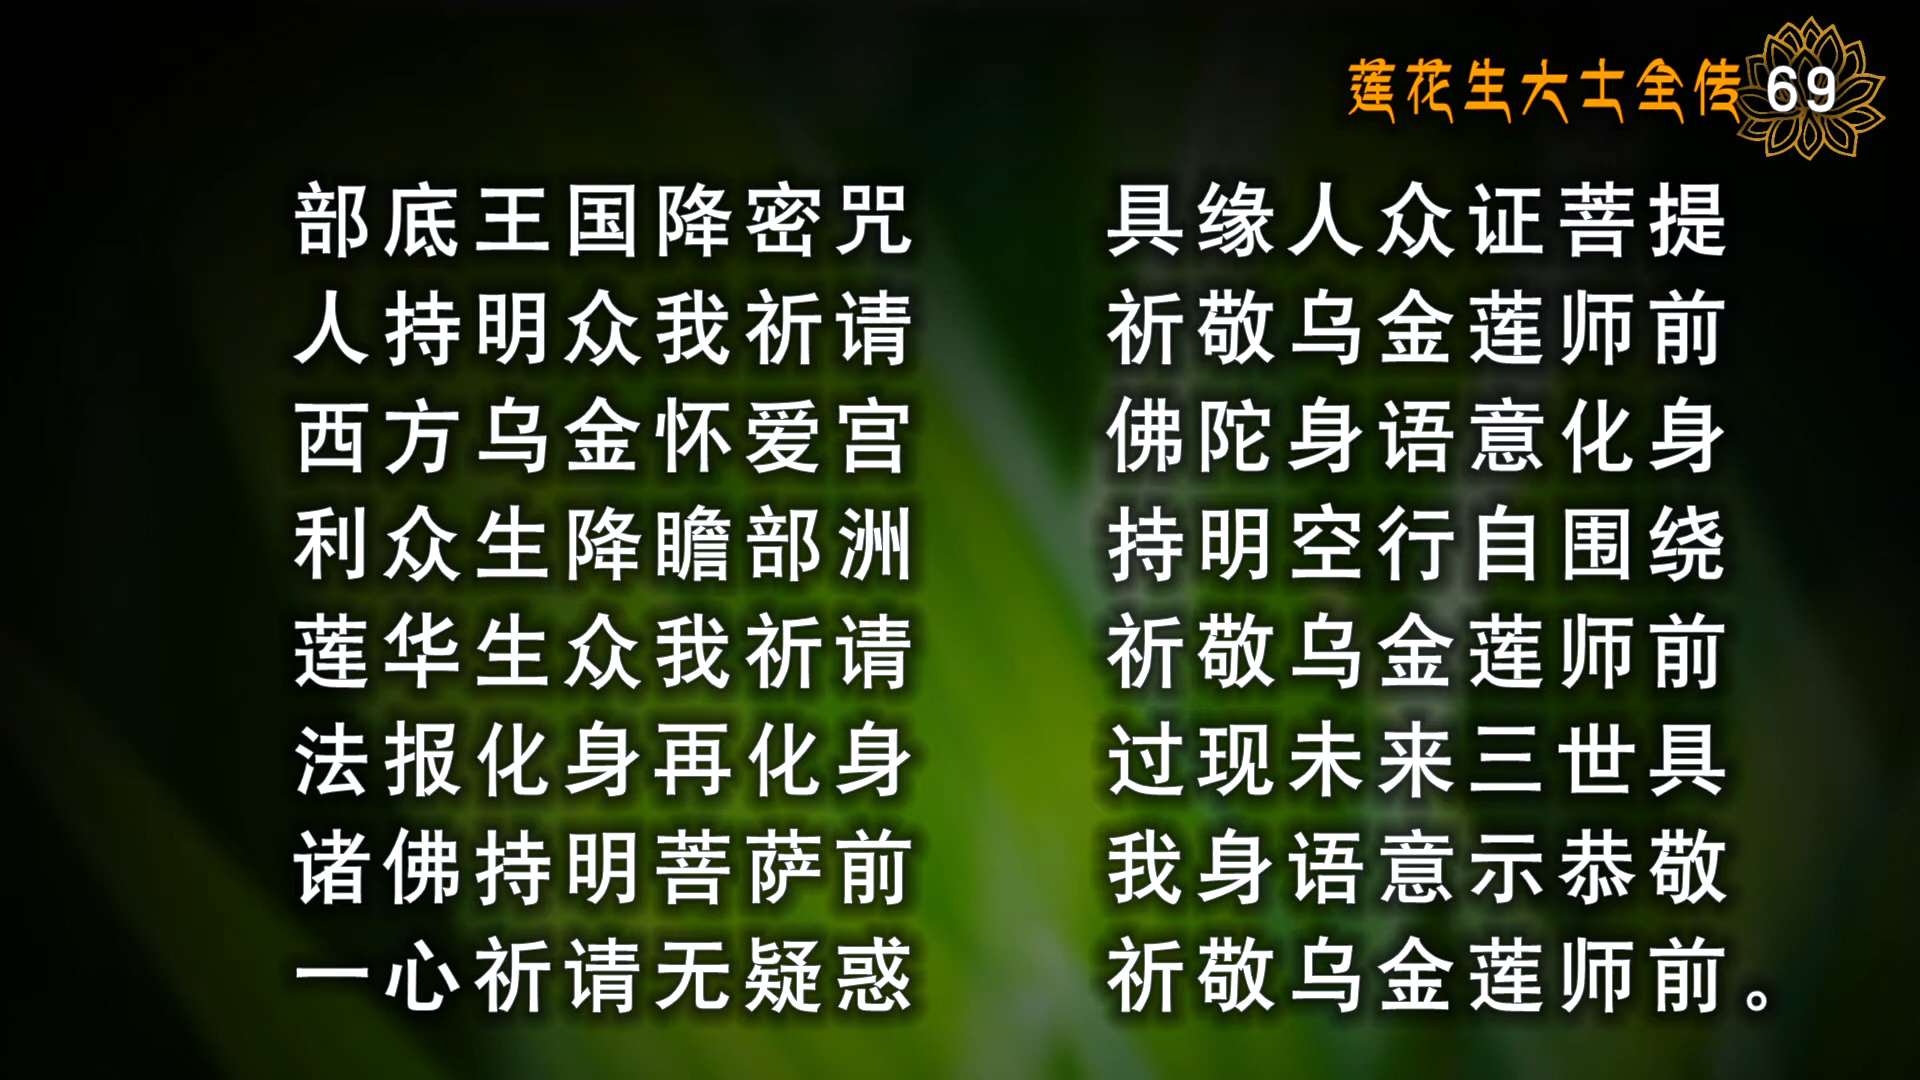 莲花生大士全传 69
部底王国降密咒 具缘人众证菩提
人持明众我祈请 祈敬乌金莲师前
西方乌金怀爱宫 佛陀身语意化身
利众生降瞻部洲 持明空行自围绕
莲华生众我祈请 祈敬乌金莲师前
法报化身再化身 过现未来三世具
诸佛持明菩萨前 我身语意示恭敬
一心祈请无疑惑 祈敬乌金莲师前。